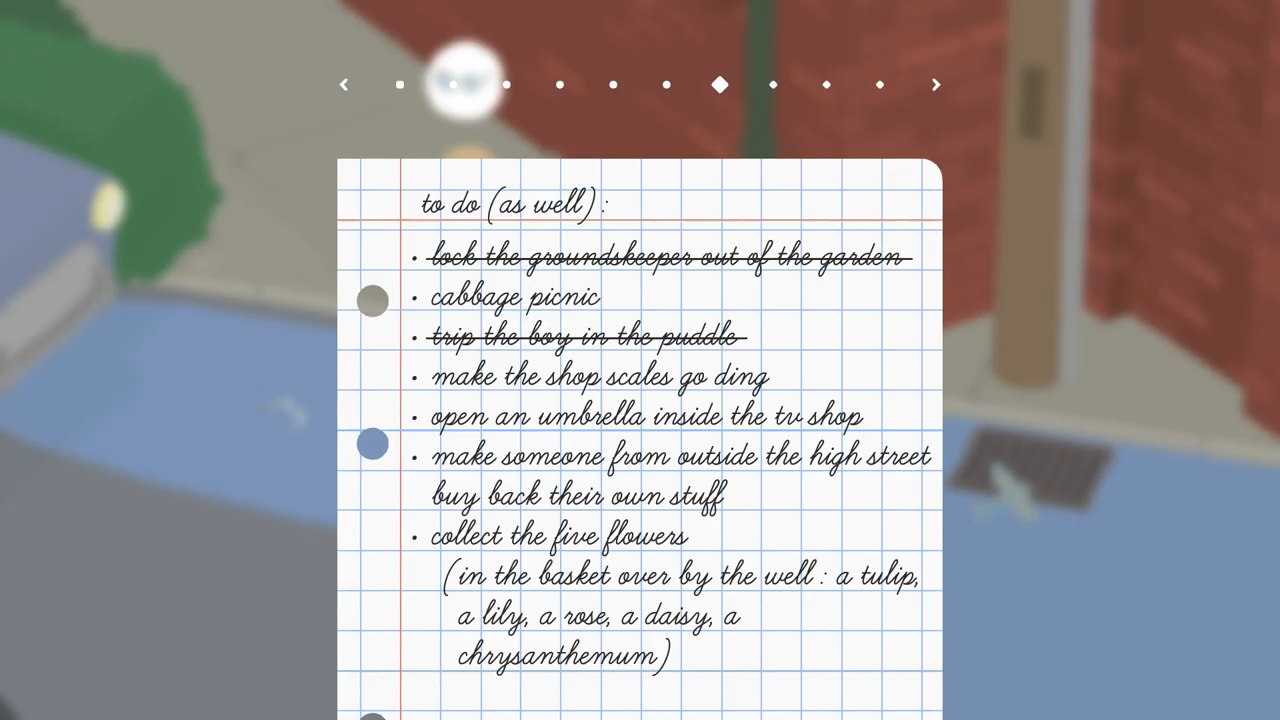 to do (as well) :
• lock the groundskeeper out of the garden
• cabbage picnic
• trip the boy in the puddle
• make the shop scales go ding
• open an umbrella inside the tv shop
• make someone from outside the high street
buy back their own stuff
• collect the five flowers
(in the basket over by the well : a tulip,
a lily, a rose, a daisy, a
chrysanthemum)